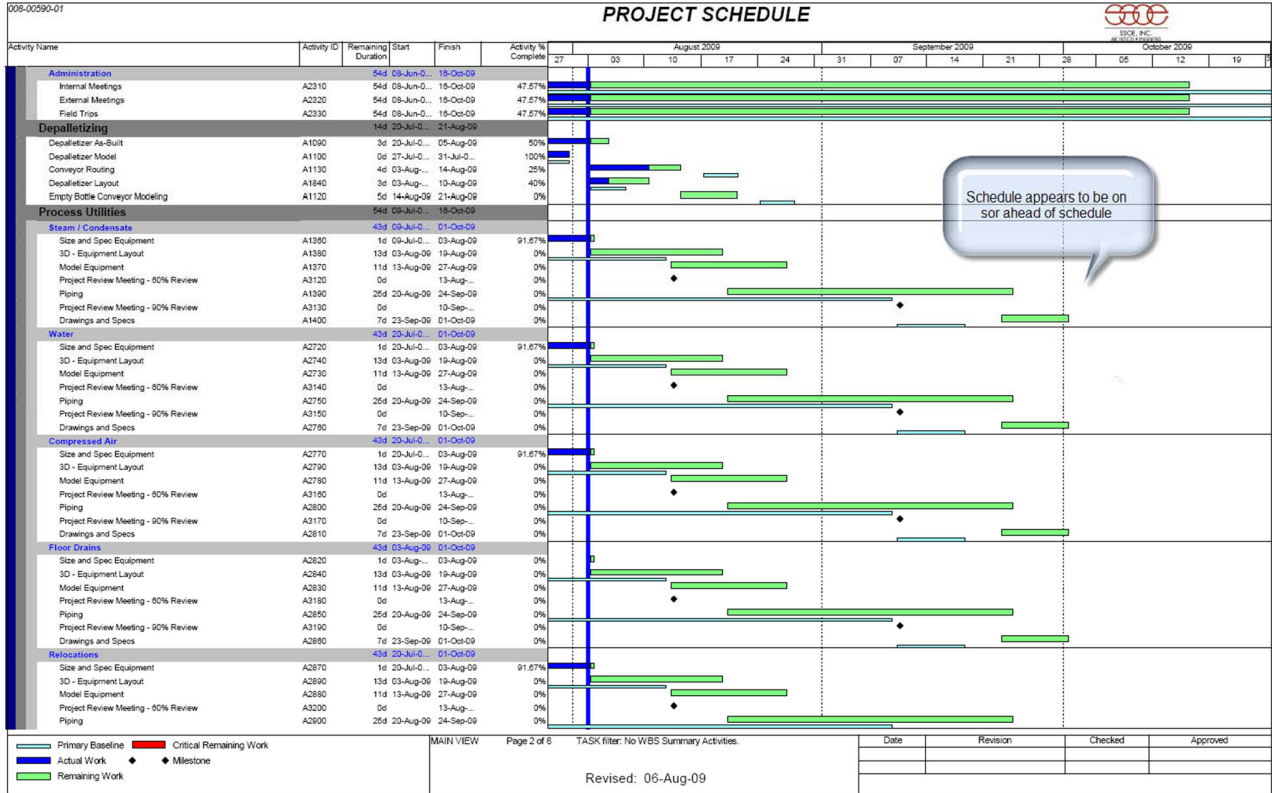 008-00590-01
PROJECT SCHEDULE
SSOE, INC.
Activity Name Activity ID Remaining Duration Start Finish Activity % Complete
August 2009 September 2009 October 2009
27 03 10 17 24 31 07 14 21 28 05 12 19
Administration 54d 08-Jun-0... 16-Oct-09
Internal Meetings A2310 54d 08-Jun-0... 16-Oct-09 47.57%
External Meetings A2320 54d 08-Jun-0... 16-Oct-09 47.57%
Field Trips A2330 54d 08-Jun-0... 16-Oct-09 47.57%
Depalletizing 14d 20-Jul-0... 21-Aug-09
Depalletizer As-Built A1090 3d 20-Jul-0... 05-Aug-09 50%
Depalletizer Model A1100 0d 27-Jul-0... 31-Jul-0... 100%
Conveyor Routing A1130 4d 03-Aug-... 14-Aug-09 25%
Depalletizer Layout A1840 3d 03-Aug-... 10-Aug-09 40%
Empty Bottle Conveyor Modeling A1120 5d 14-Aug-09 21-Aug-09 0%
Schedule appears to be on
sor ahead of schedule
Process Utilities 54d 09-Jul-0... 16-Oct-09
Steam / Condensate 43d 09-Jul-0... 01-Oct-09
Size and Spec Equipment A1360 1d 09-Jul-0... 03-Aug-09 91.67%
3D - Equipment Layout A1380 13d 03-Aug-09 19-Aug-09 0%
Model Equipment A1370 11d 13-Aug-09 27-Aug-09 0%
Project Review Meeting - 60% Review A3120 0d 13-Aug-... 0%
Piping A1390 25d 20-Aug-09 24-Sep-09 0%
Project Review Meeting - 90% Review A3130 0d 10-Sep-... 0%
Drawings and Specs A1400 7d 23-Sep-09 01-Oct-09 0%
Water 43d 20-Jul-0... 01-Oct-09
Size and Spec Equipment A2720 1d 20-Jul-0... 03-Aug-09 91.67%
3D - Equipment Layout A2740 13d 03-Aug-09 19-Aug-09 0%
Model Equipment A2730 11d 13-Aug-09 27-Aug-09 0%
Project Review Meeting - 60% Review A3140 0d 13-Aug-... 0%
Piping A2750 25d 20-Aug-09 24-Sep-09 0%
Project Review Meeting - 90% Review A3150 0d 10-Sep-... 0%
Drawings and Specs A2760 7d 23-Sep-09 01-Oct-09 0%
Compressed Air 43d 20-Jul-0... 01-Oct-09
Size and Spec Equipment A2770 1d 20-Jul-0... 03-Aug-09 91.67%
3D - Equipment Layout A2790 13d 03-Aug-09 19-Aug-09 0%
Model Equipment A2780 11d 13-Aug-09 27-Aug-09 0%
Project Review Meeting - 60% Review A3160 0d 13-Aug-... 0%
Piping A2800 25d 20-Aug-09 24-Sep-09 0%
Project Review Meeting - 90% Review A3170 0d 10-Sep-... 0%
Drawings and Specs A2810 7d 23-Sep-09 01-Oct-09 0%
Floor Drains 43d 03-Aug-09 01-Oct-09
Size and Spec Equipment A2820 1d 03-Aug-... 03-Aug-09 0%
3D - Equipment Layout A2840 13d 03-Aug-09 19-Aug-09 0%
Model Equipment A2830 11d 13-Aug-09 27-Aug-09 0%
Project Review Meeting - 60% Review A3180 0d 13-Aug-... 0%
Piping A2850 25d 20-Aug-09 24-Sep-09 0%
Project Review Meeting - 90% Review A3190 0d 10-Sep-... 0%
Drawings and Specs A2860 7d 23-Sep-09 01-Oct-09 0%
Relocations 43d 20-Jul-0... 01-Oct-09
Size and Spec Equipment A2870 1d 20-Jul-0... 03-Aug-09 91.67%
3D - Equipment Layout A2890 13d 03-Aug-09 19-Aug-09 0%
Model Equipment A2880 11d 13-Aug-09 27-Aug-09 0%
Project Review Meeting - 60% Review A3200 0d 13-Aug-... 0%
Piping A2900 25d 20-Aug-09 24-Sep-09 0%
Primary Baseline Critical Remaining Work
Actual Work Milestone
Remaining Work
MAIN VIEW Page 2 of 6 TASK filter: No WBS Summary Activities.
Revised: 06-Aug-09
Date Revision Checked Approved